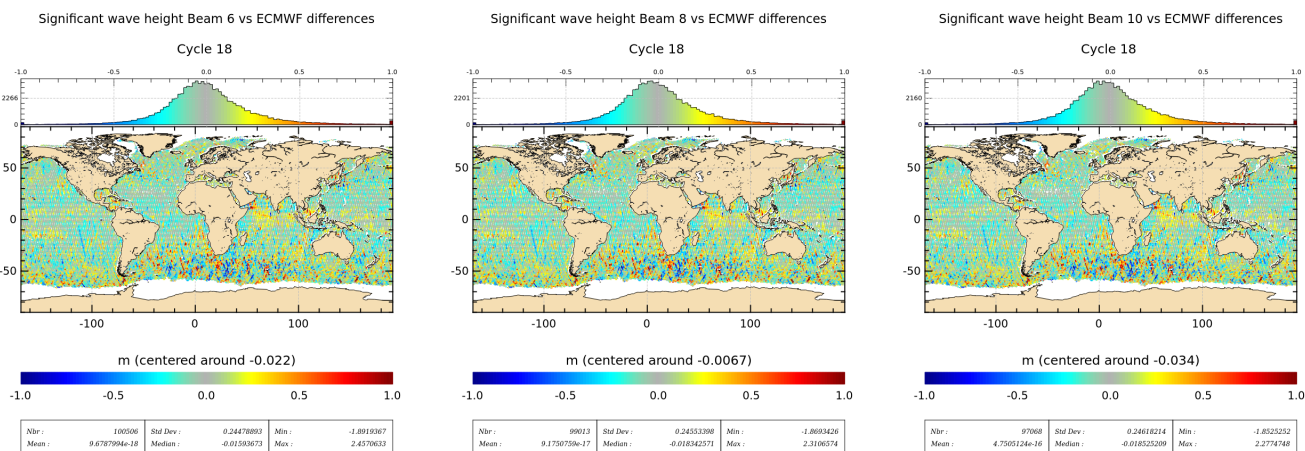 Significant wave height Beam 6 vs ECMWF differences
Cycle 18
-1.0 -0.5 0.0 0.5 1.0
2266
0
50
0
-50
-100 0 100
m (centered around -0.022)
-1.0 -0.5 0.0 0.5 1.0
Nbr : 100506 Std Dev : 0.24478893 Min : -1.8919367
Mean : 9.6787994e-18 Median : -0.01593673 Max : 2.4570633
Significant wave height Beam 8 vs ECMWF differences
Cycle 18
-1.0 -0.5 0.0 0.5 1.0
2201
0
50
0
-50
-100 0 100
m (centered around -0.0067)
-1.0 -0.5 0.0 0.5 1.0
Nbr : 99013 Std Dev : 0.24553398 Min : -1.8693426
Mean : 9.1750759e-17 Median : -0.018342571 Max : 2.3106574
Significant wave height Beam 10 vs ECMWF differences
Cycle 18
-1.0 -0.5 0.0 0.5 1.0
2160
0
50
0
-50
-100 0 100
m (centered around -0.034)
-1.0 -0.5 0.0 0.5 1.0
Nbr : 97068 Std Dev : 0.24618214 Min : -1.8525252
Mean : 4.7505124e-16 Median : -0.018525209 Max : 2.2774748